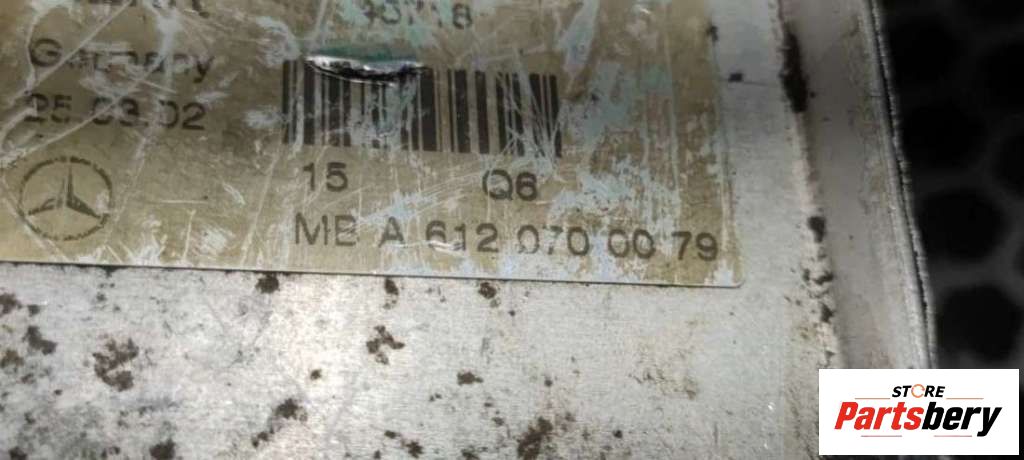 Germany
25.03.02
15 Q6
MB A 612 070 00 79
STORE
Partsbery